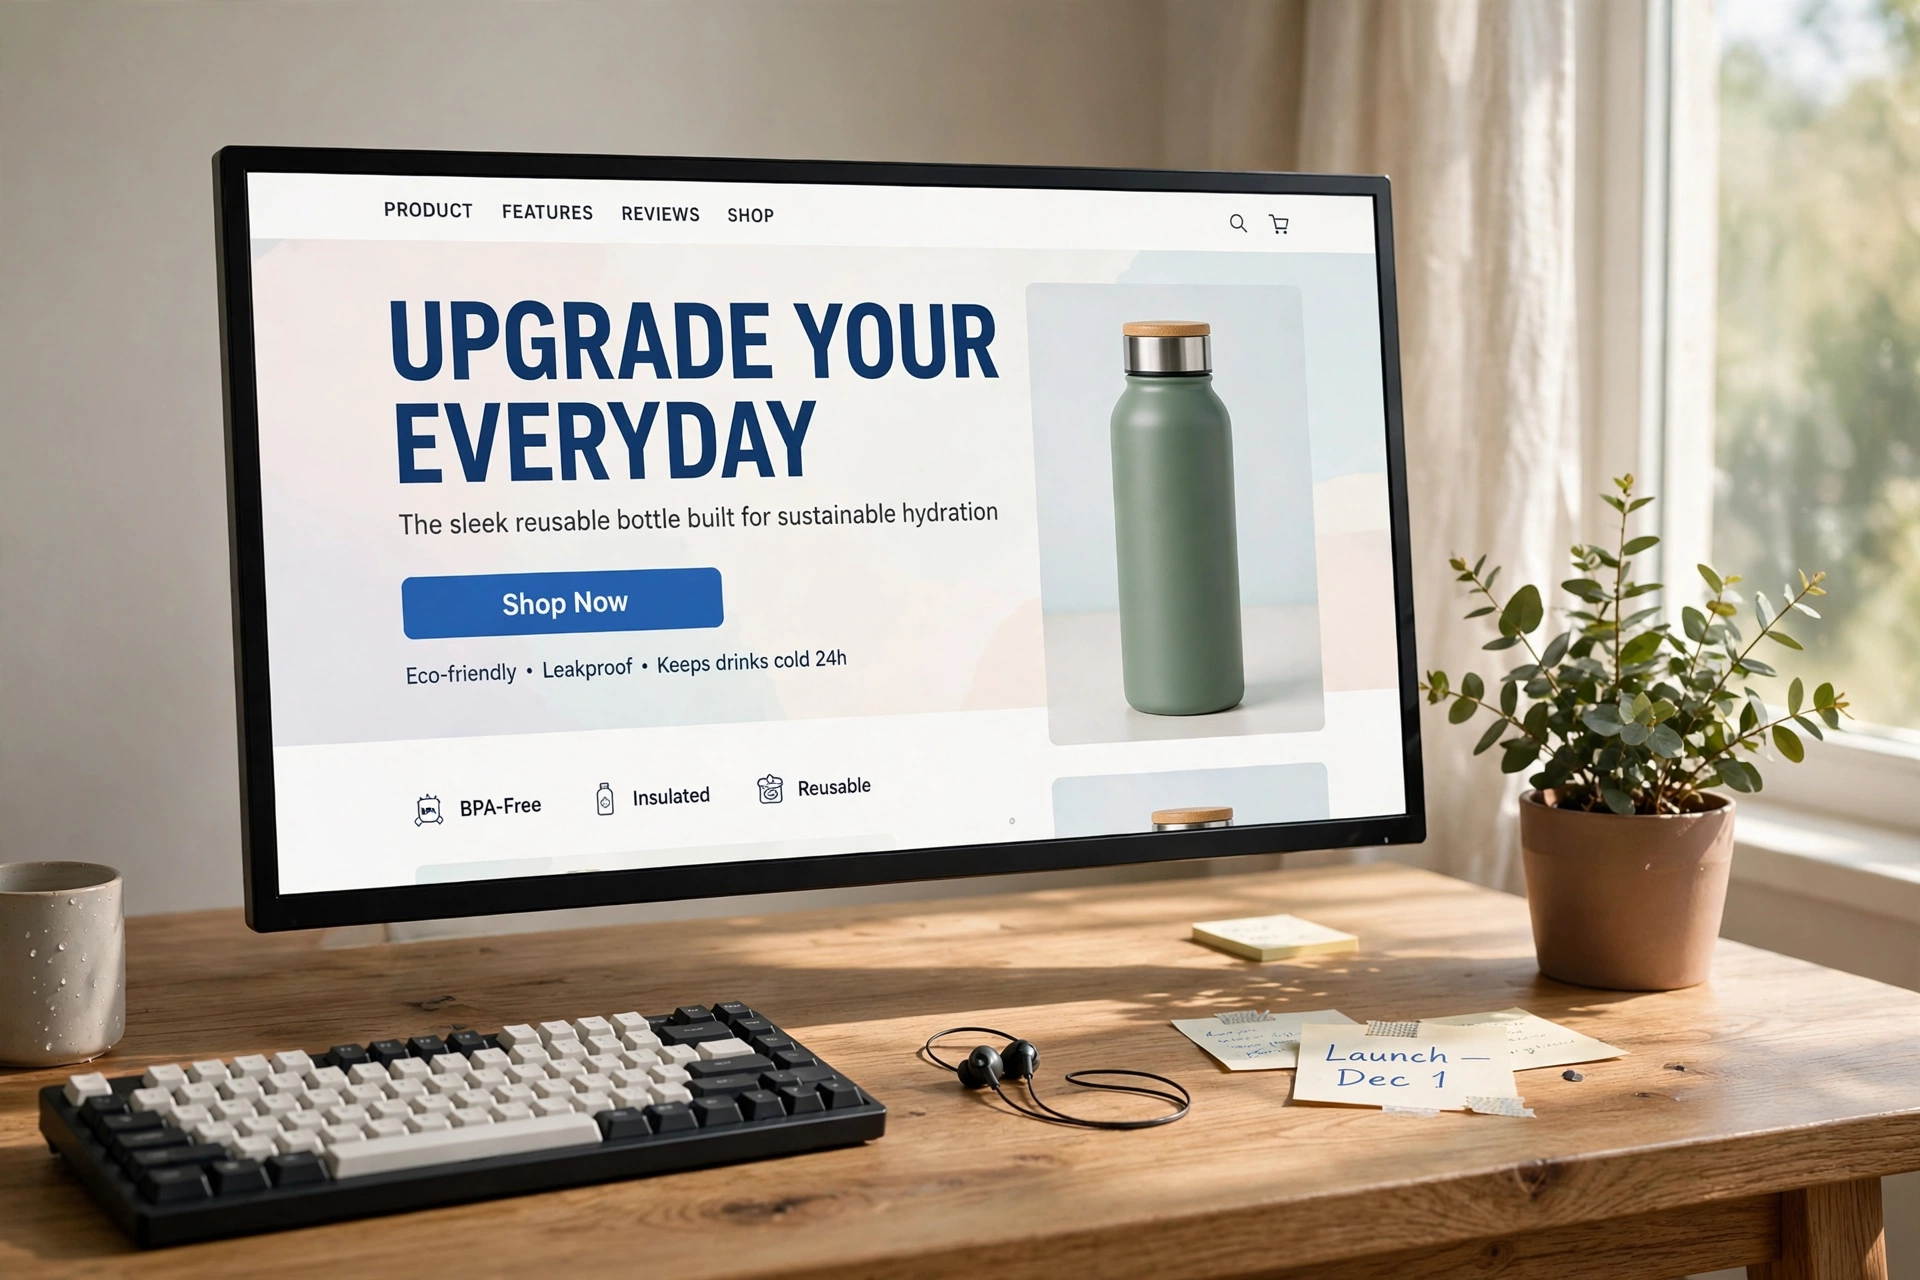 PRODUCT FEATURES REVIEWS SHOP
UPGRADE YOUR
EVERYDAY
The sleek reusable bottle built for sustainable hydration
Shop Now
Eco-friendly • Leakproof • Keeps drinks cold 24h
BPA-Free Insulated Reusable
Launch —
Dec 1